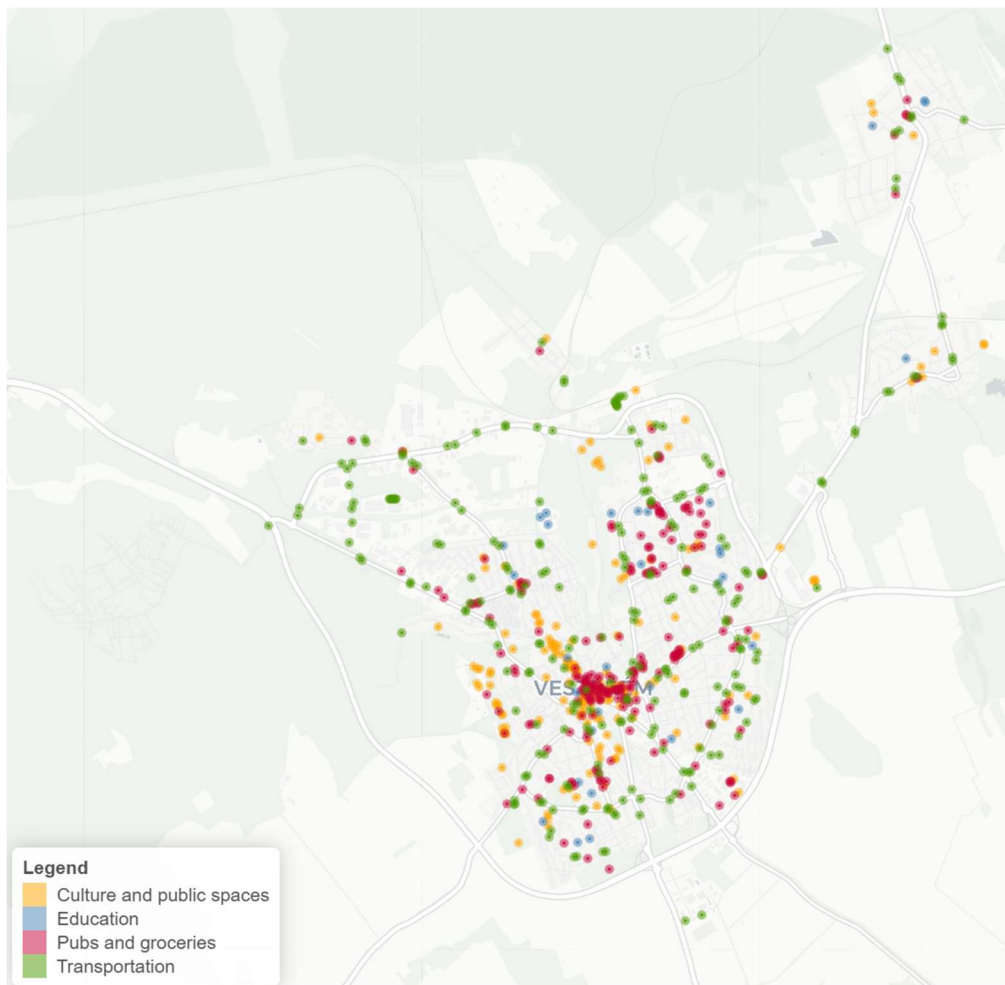 Legend
Culture and public spaces
Education
Pubs and groceries
Transportation